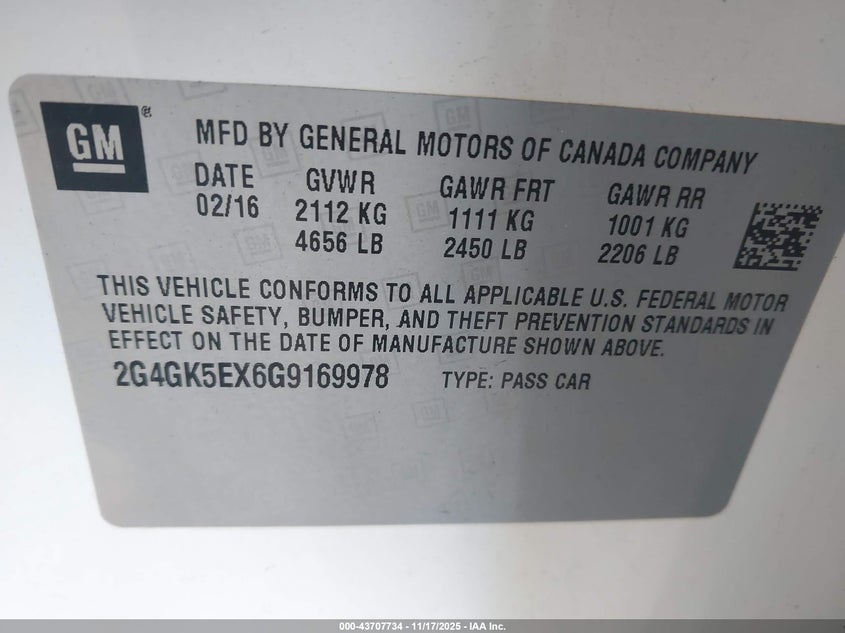 GM ®
MFD BY GENERAL MOTORS OF CANADA COMPANY
DATE GVWR GAWR FRT GAWR RR
02/16 2112 KG 1111 KG 1001 KG
4656 LB 2450 LB 2206 LB
THIS VEHICLE CONFORMS TO ALL APPLICABLE U.S. FEDERAL MOTOR
VEHICLE SAFETY, BUMPER, AND THEFT PREVENTION STANDARDS IN
EFFECT ON THE DATE OF MANUFACTURE SHOWN ABOVE.
2G4GK5EX6G9169978 TYPE: PASS CAR
000-43707734 - 11/17/2025 - IAA Inc.